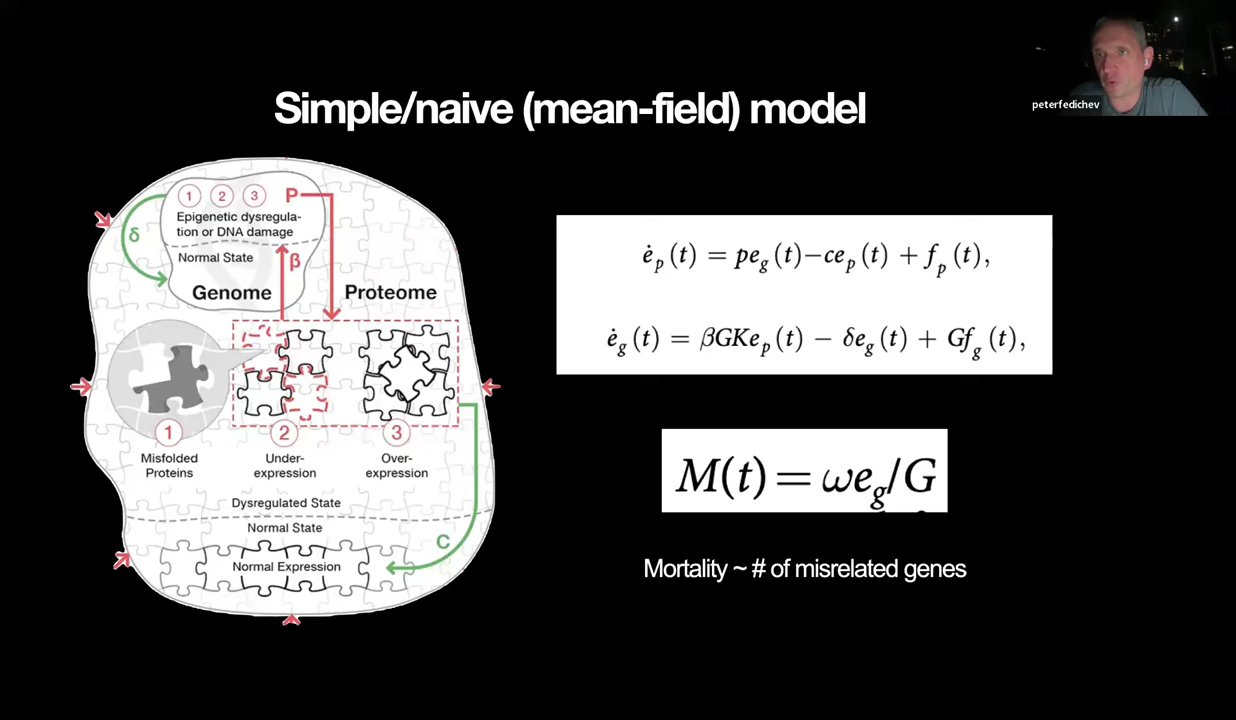 peterfedichev
Simple/naive (mean-field) model
1 2 3 P
Epigenetic dysregula-
tion or DNA damage
δ
Normal State
β
Genome
Proteome
1
2
3
Misfolded
Proteins
Under-
expression
Over-
expression
Dysregulated State
Normal State
C
Normal Expression
ė_p(t) = pe_g(t)−ce_p(t) + f_p(t),
ė_g(t) = βGKe_p(t) − δe_g(t) + Gf_g(t),
M(t) = ωe_g/G
Mortality ~ # of misrelated genes